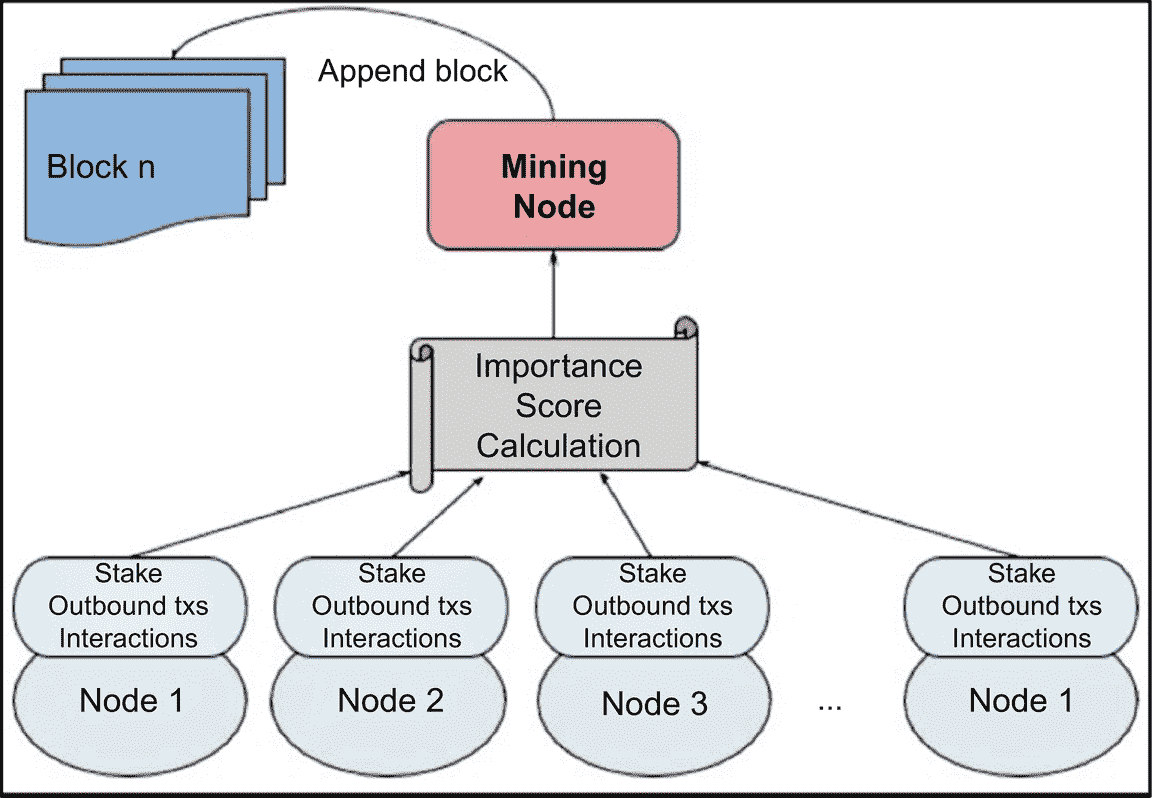 Append block
Block n
Mining
Node
Importance
Score
Calculation
Stake
Outbound txs
Interactions
Node 1
Stake
Outbound txs
Interactions
Node 2
Stake
Outbound txs
Interactions
Node 3
...
Stake
Outbound txs
Interactions
Node 1